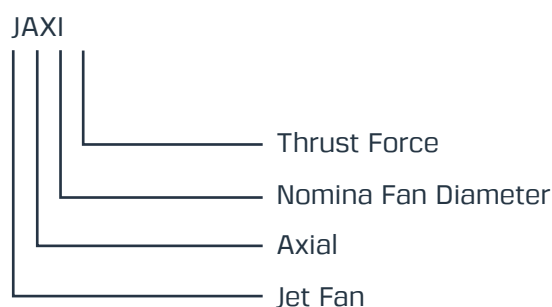 JAXI
Thrust Force
Nomina Fan Diameter
Axial
Jet Fan